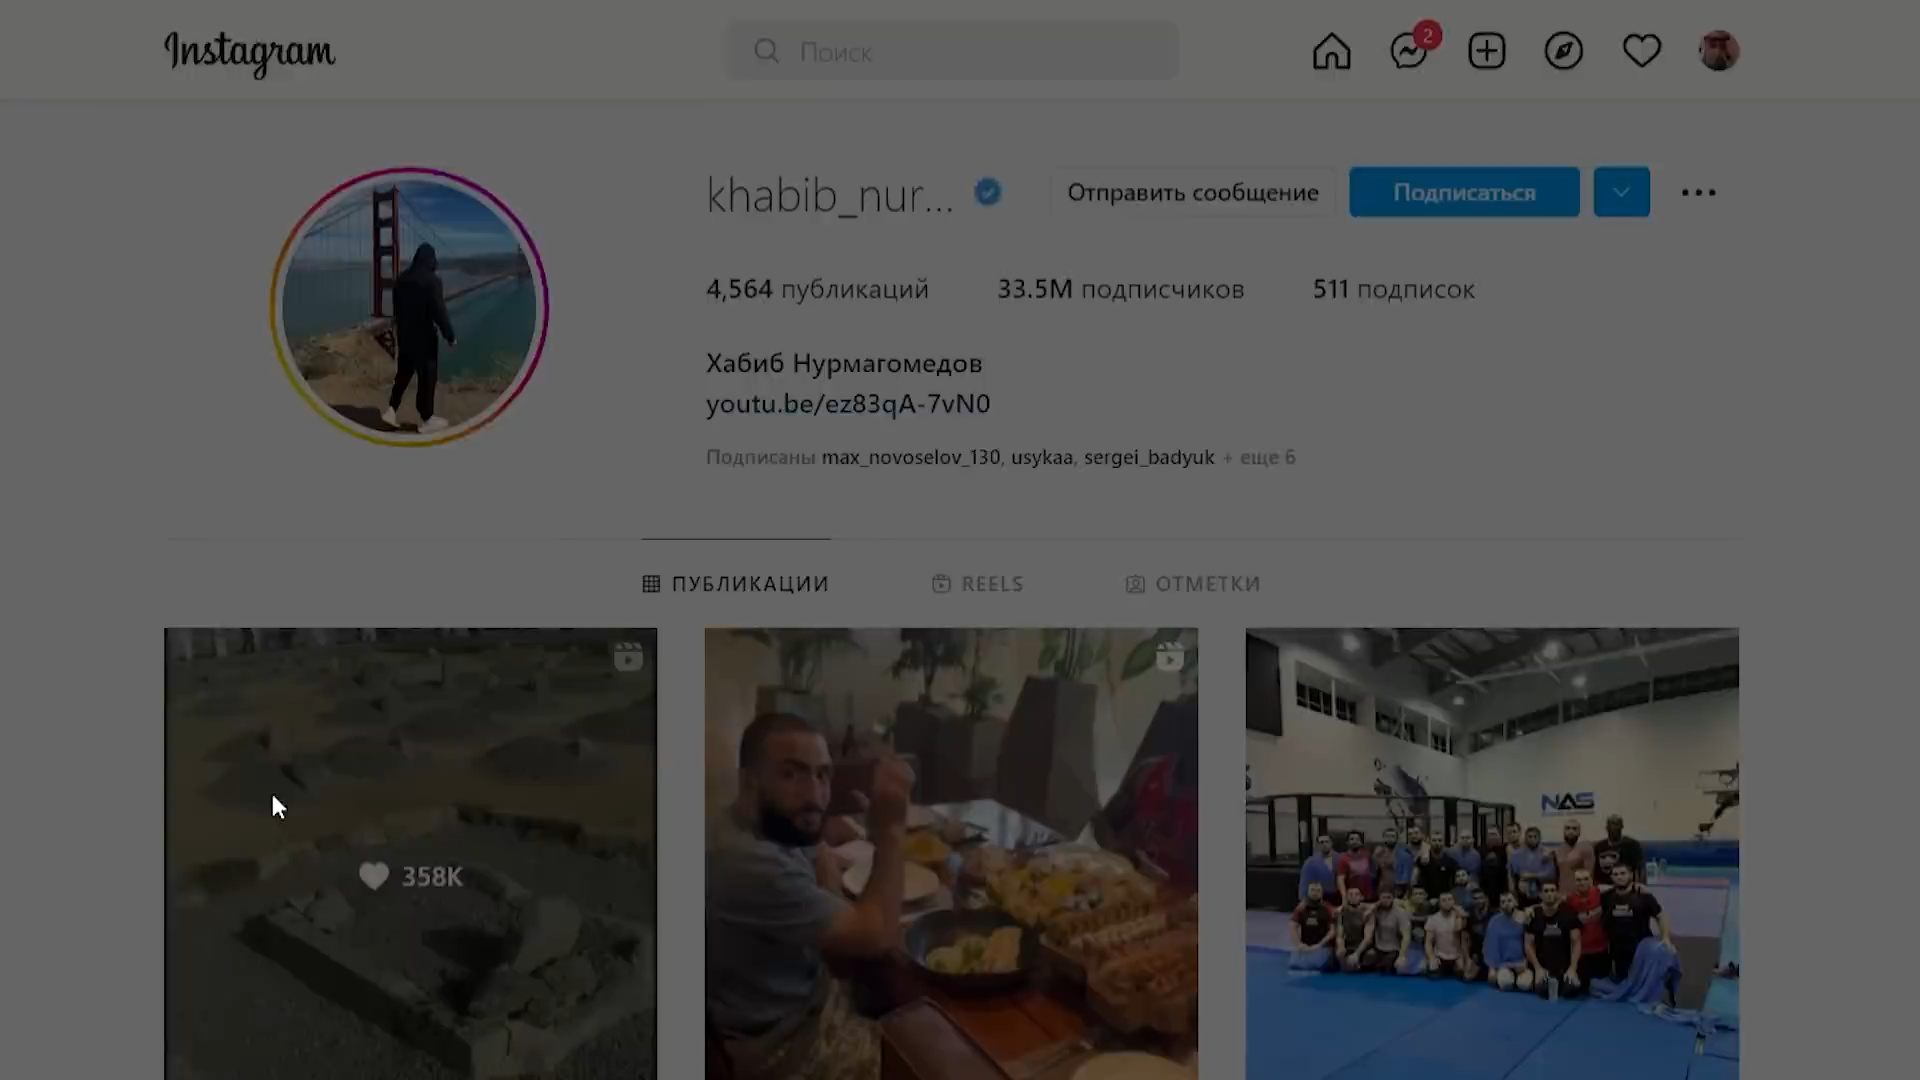 Instagram
Поиск
2
khabib_nur...
Отправить сообщение
Подписаться
4,564 публикаций
33.5M подписчиков
511 подписок
Хабиб Нурмагомедов
youtu.be/ez83qA-7vN0
Подписаны max_novoselov_130, usykaa, sergei_badyuk + еще 6
ПУБЛИКАЦИИ
REELS
ОТМЕТКИ
358K
NAS